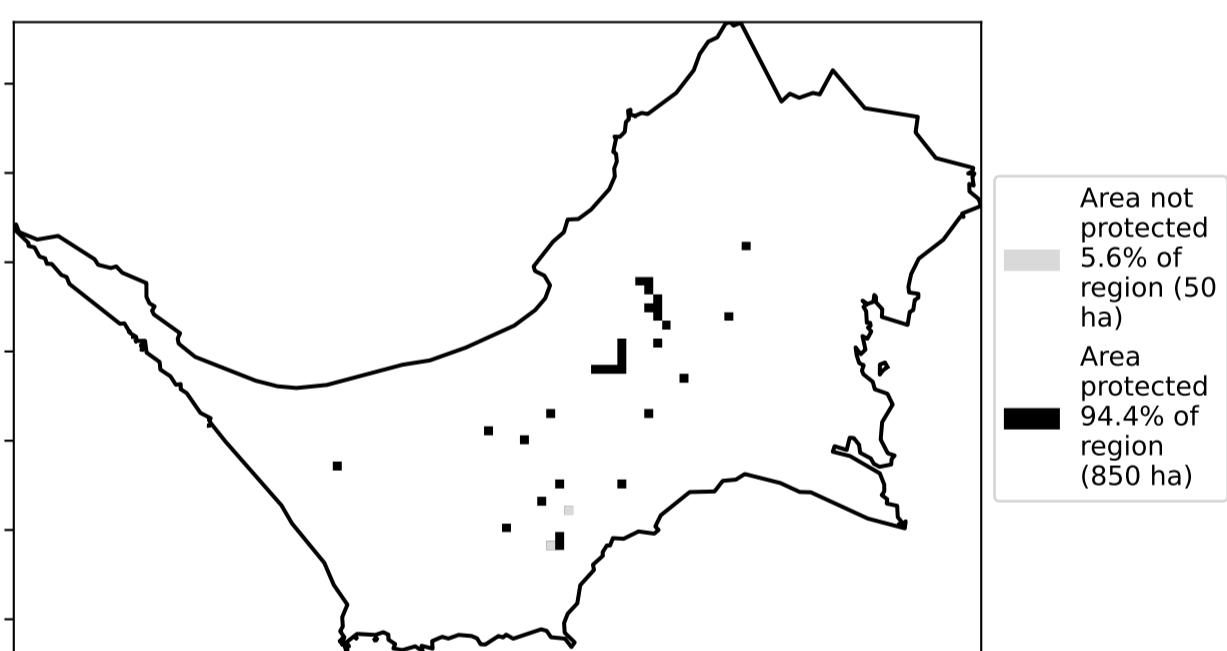 Area not
protected
5.6% of
region (50
ha)
Area
protected
94.4% of
region
(850 ha)